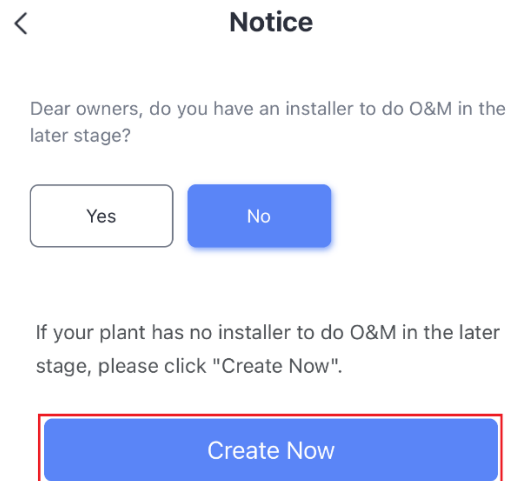 Notice
Dear owners, do you have an installer to do O&M in the
later stage?
Yes
No
If your plant has no installer to do O&M in the later
stage, please click "Create Now".
Create Now